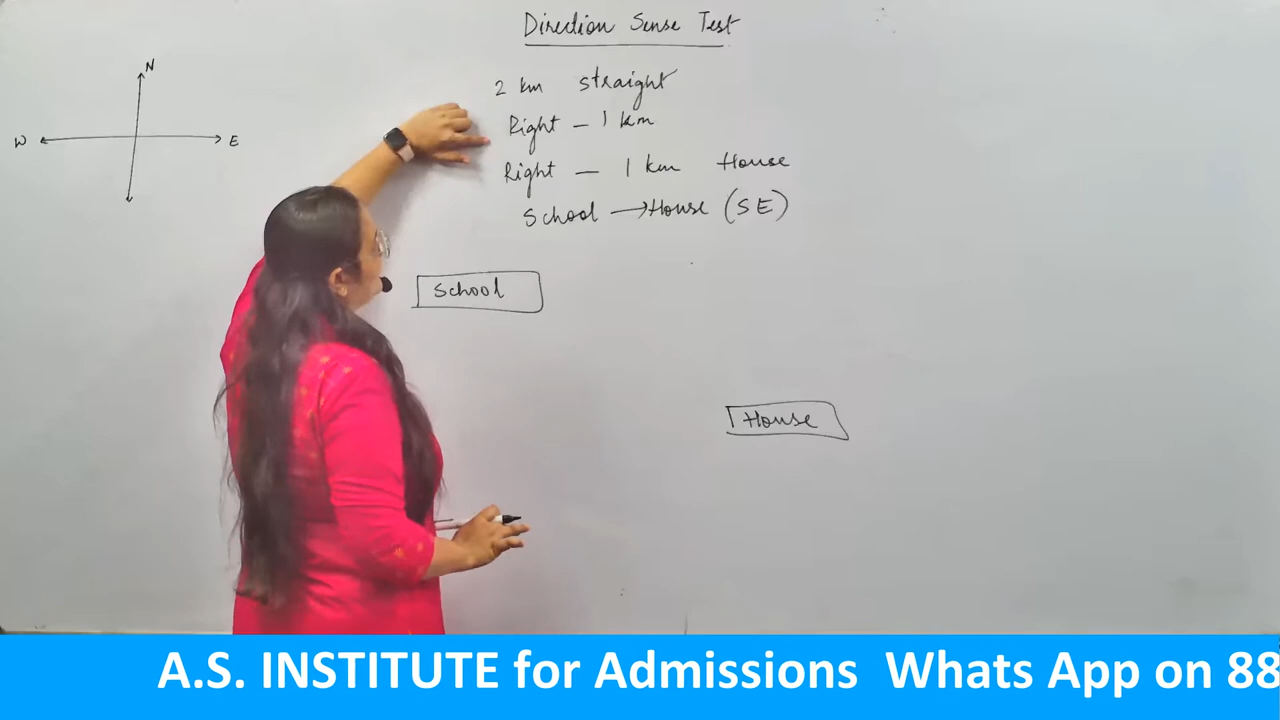 Direction Sense Test
N
W E
2 km straight
Right - 1 km
Right - 1 km House
School → House (SE)
School
House
A.S. INSTITUTE for Admissions Whats App on 88